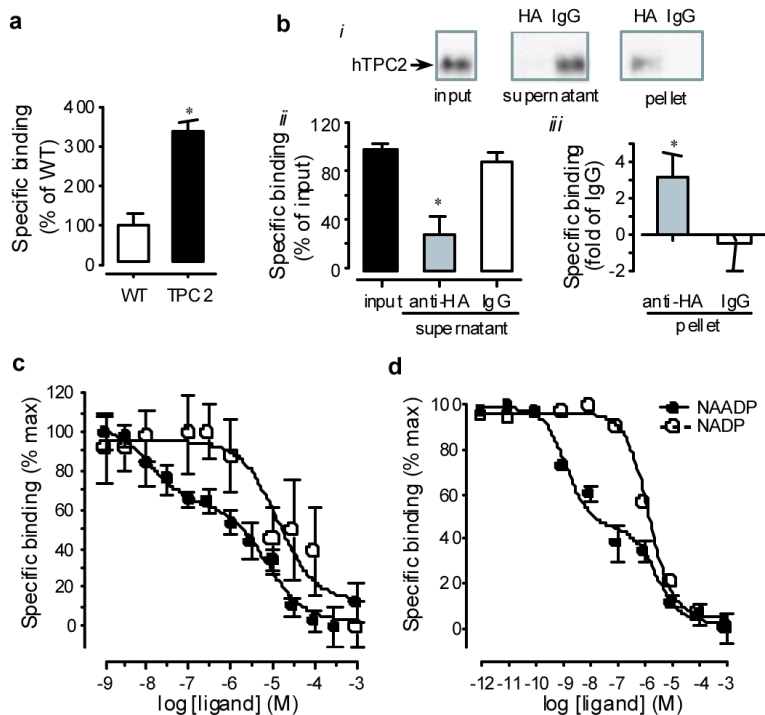 a
Specific binding
(% of WT)
400
300
200
100
0
*
WT TPC2
b
i
HA IgG HA IgG
hTPC2
input supernatant pellet
ii
Specific binding
(% of input)
120
80
40
0
*
input anti-HA IgG
supernatant
iii
Specific binding
(fold of IgG)
4
2
0
-2
*
anti-HA IgG
pellet
c
Specific binding (% max)
120
100
80
60
40
20
0
-9 -8 -7 -6 -5 -4 -3
log [ligand] (M)
d
Specific binding (% max)
100
80
60
40
20
0
NAADP
NADP
-12 -11 -10 -9 -8 -7 -6 -5 -4 -3
log [ligand] (M)